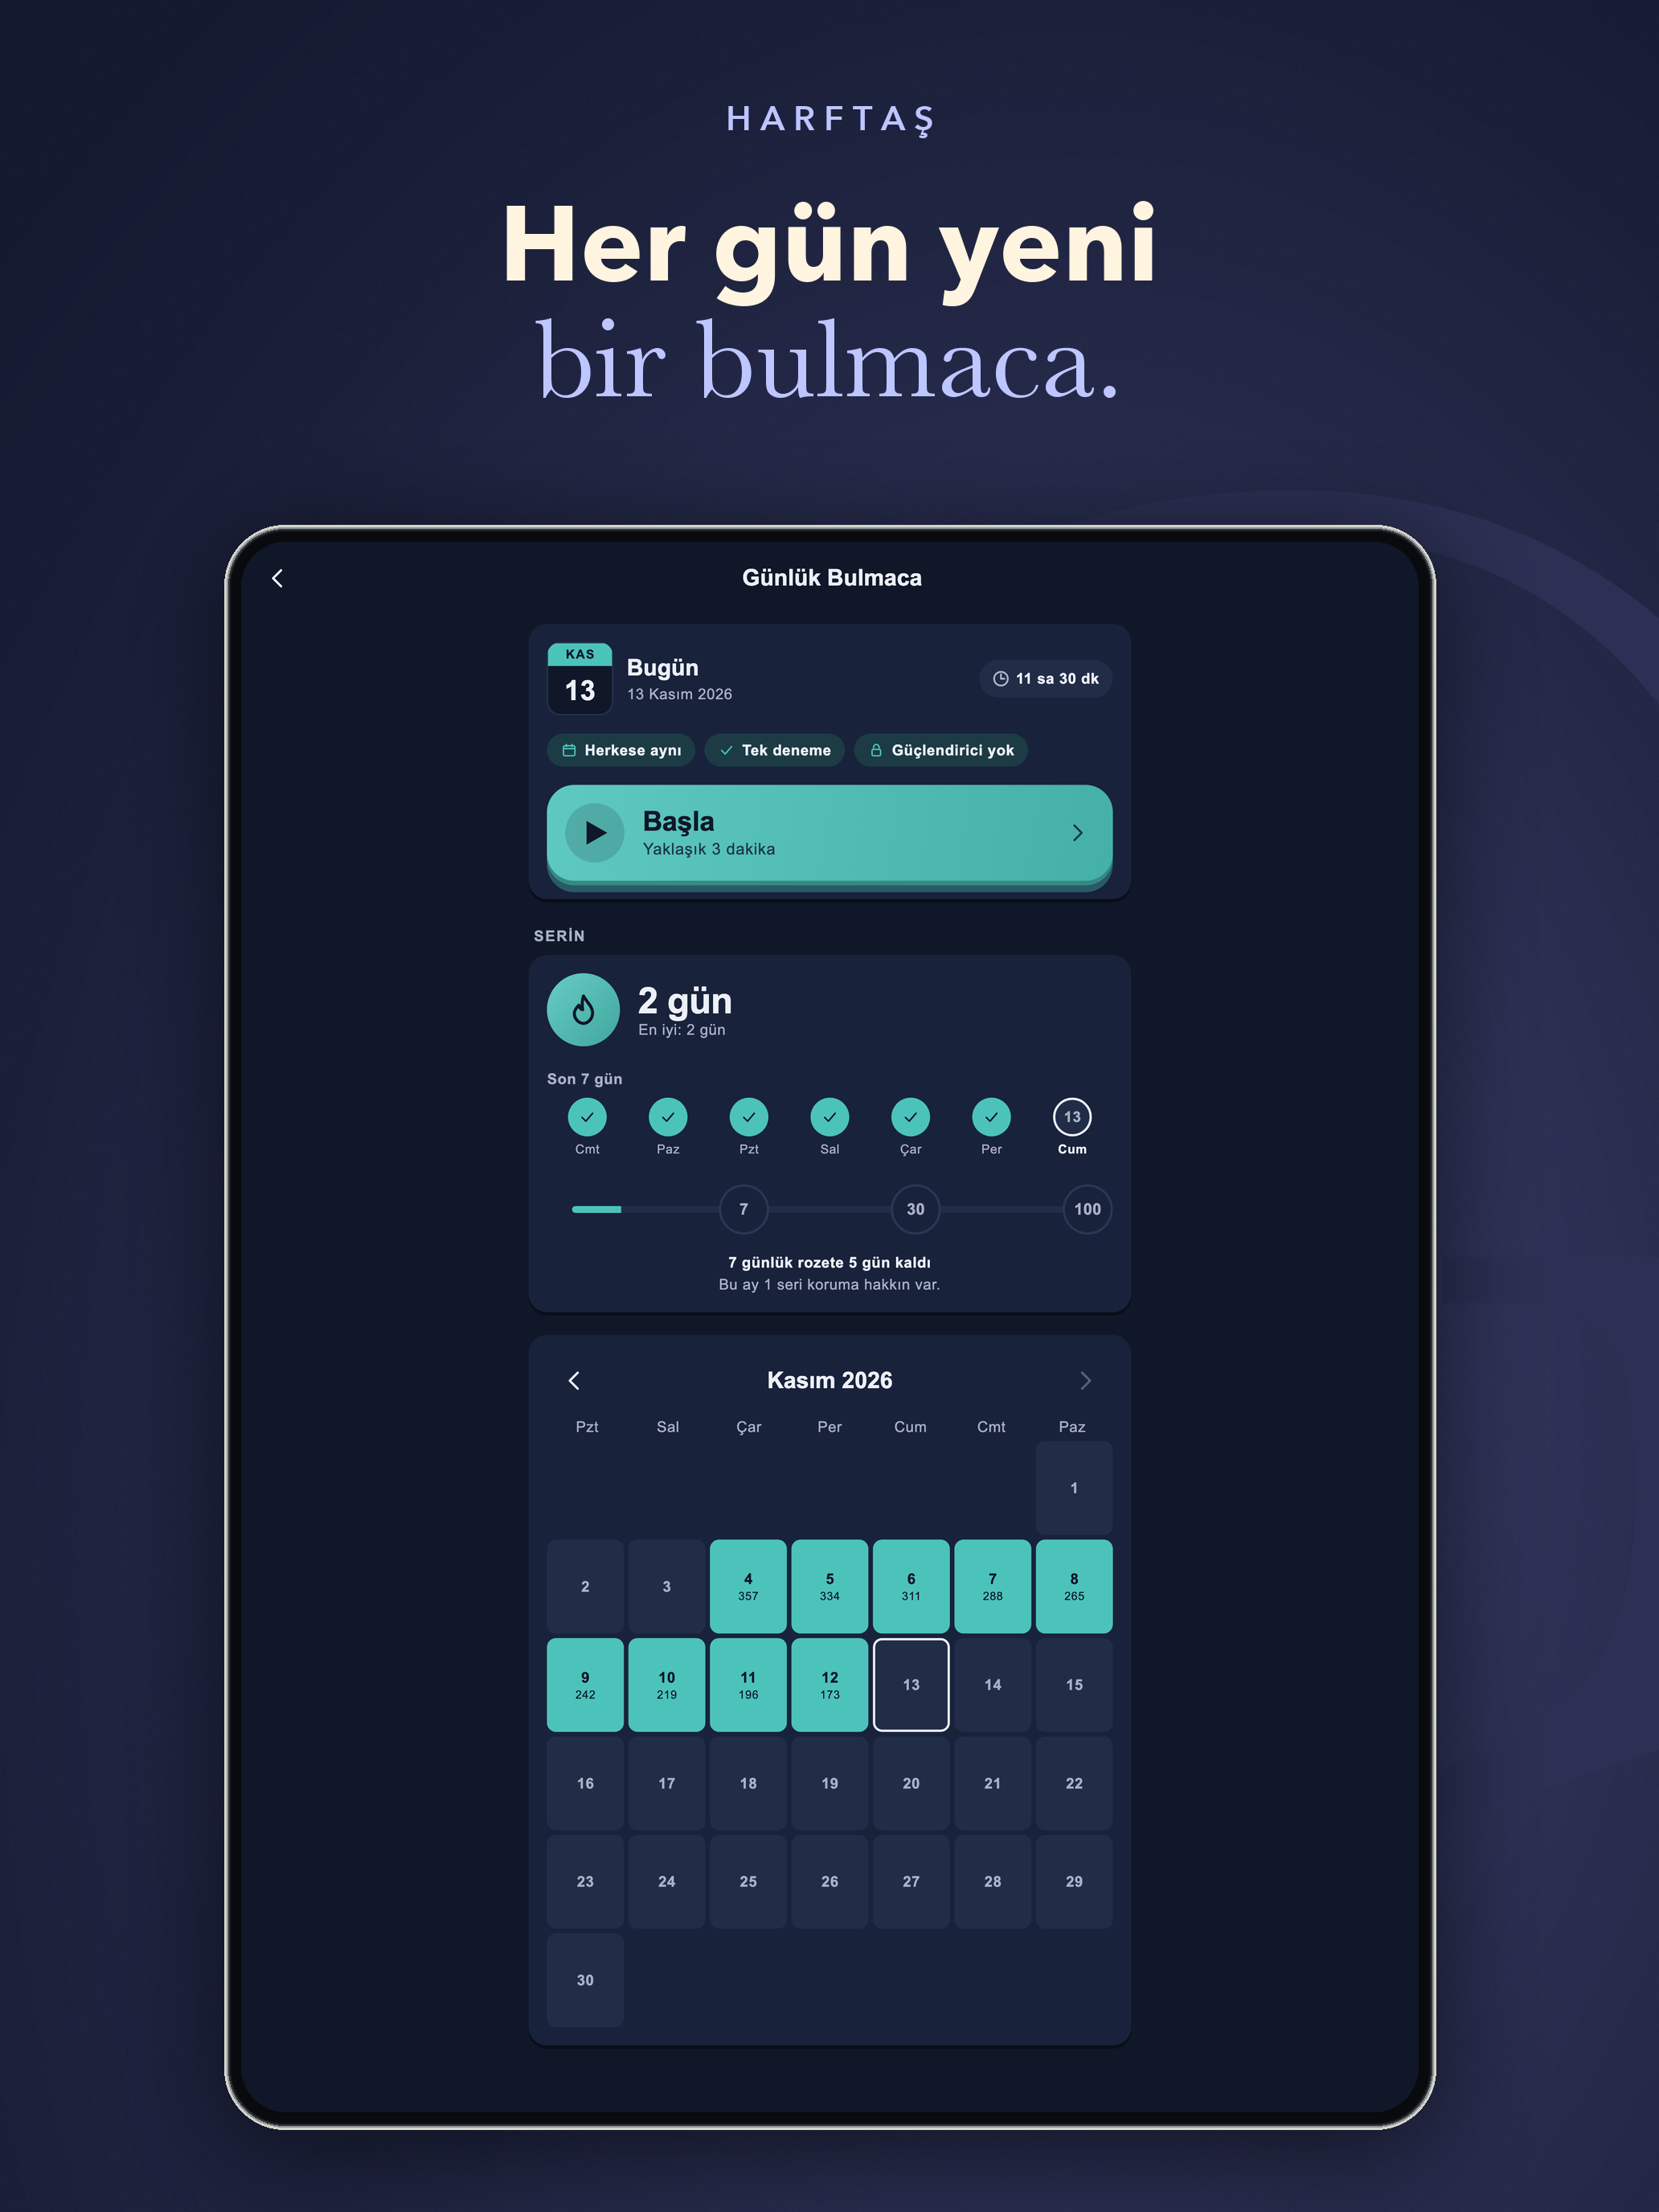 HARFTAŞ
Her gün yeni
bir bulmaca.
Günlük Bulmaca
KAS
13
Bugün
13 Kasım 2026
11 sa 30 dk
Herkese aynı
Tek deneme
Güçlendirici yok
Başla
Yaklaşık 3 dakika
SERİN
2 gün
En iyi: 2 gün
Son 7 gün
13
Cmt Paz Pzt Sal Çar Per Cum
7 30 100
7 günlük rozete 5 gün kaldı
Bu ay 1 seri koruma hakkın var.
Kasım 2026
Pzt Sal Çar Per Cum Cmt Paz
1
2 3 4 5 6 7 8
357 334 311 288 265
9 10 11 12 13 14 15
242 219 196 173
16 17 18 19 20 21 22
23 24 25 26 27 28 29
30